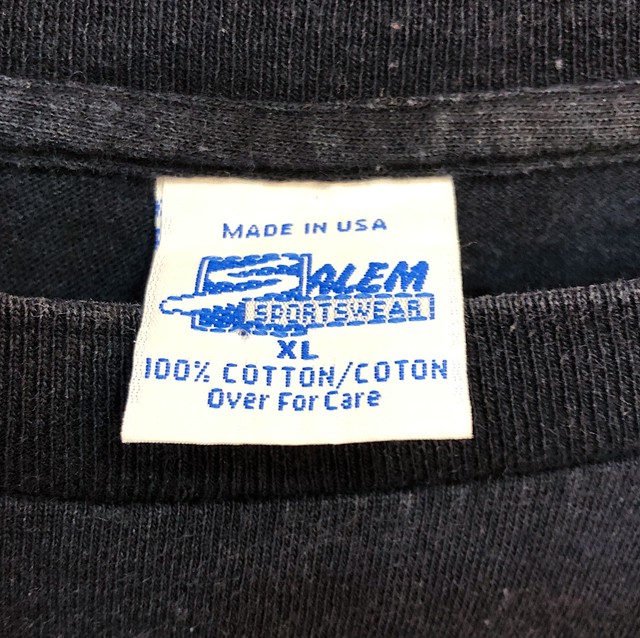 MADE IN USA
SALEM
SPORTSWEAR
XL
100% COTTON/COTON
Over For Care